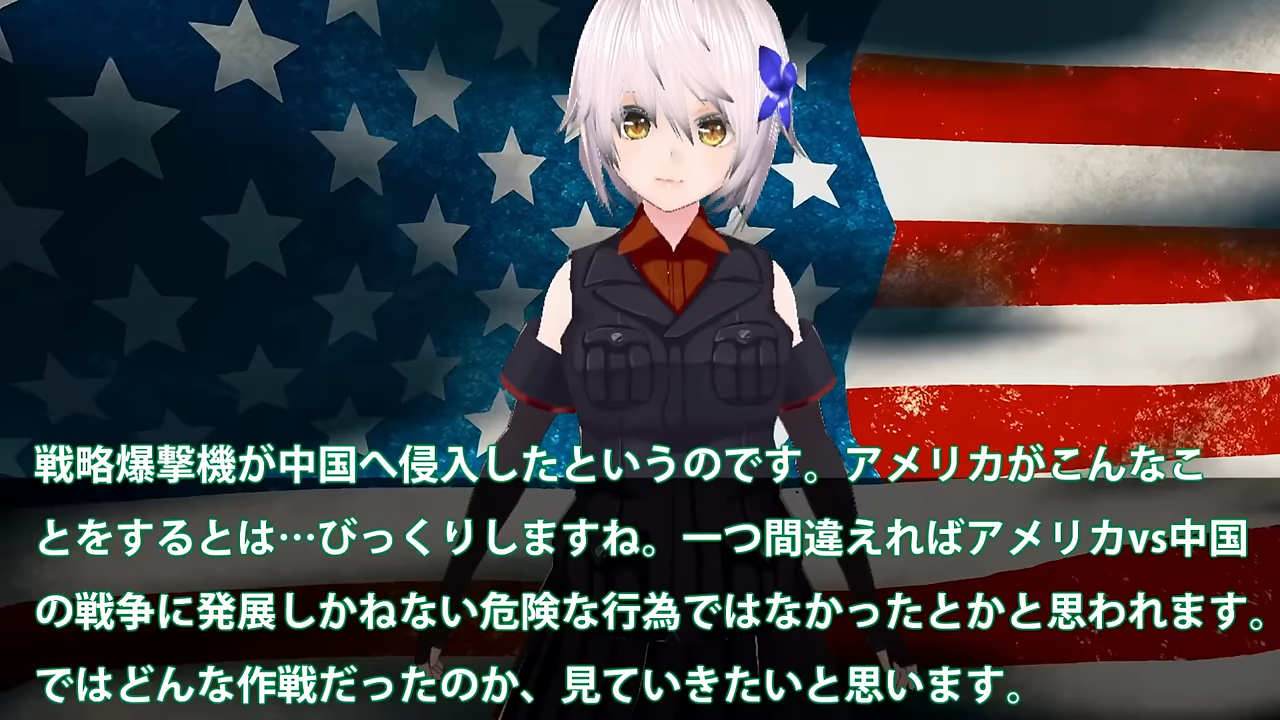 戦略爆撃機が中国へ侵入したというのです。アメリカがこんなこ
とをするとは…びっくりしますね。一つ間違えればアメリカvs中国
の戦争に発展しかねない危険な行為ではなかったとかと思われます。
ではどんな作戦だったのか、見ていきたいと思います。